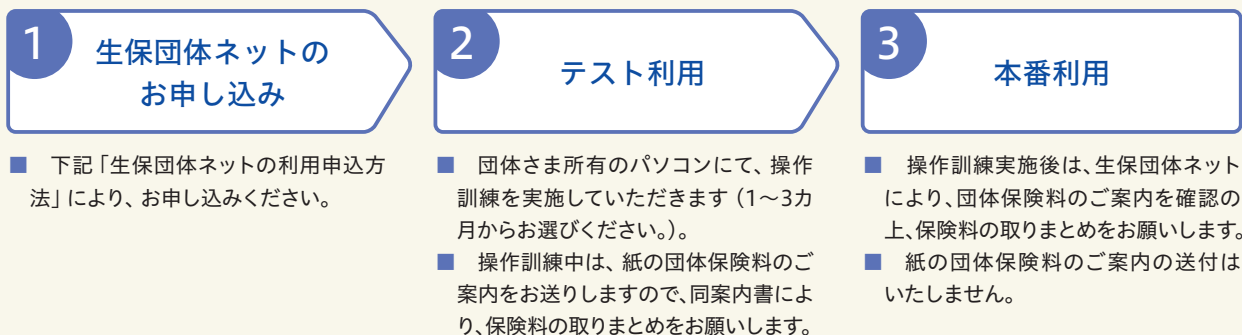 1
生保団体ネットの
お申し込み
■ 下記「生保団体ネットの利用申込方
法」により、お申し込みください。
2
テスト利用
■ 団体さま所有のパソコンにて、操作
訓練を実施していただきます（1～3カ
月からお選びください。）。
■ 操作訓練中は、紙の団体保険料のご
案内をお送りしますので、同案内書によ
り、保険料の取りまとめをお願いします。
3
本番利用
■ 操作訓練実施後は、生保団体ネット
により、団体保険料のご案内を確認の
上、保険料の取りまとめをお願いします。
■ 紙の団体保険料のご案内の送付は
いたしません。